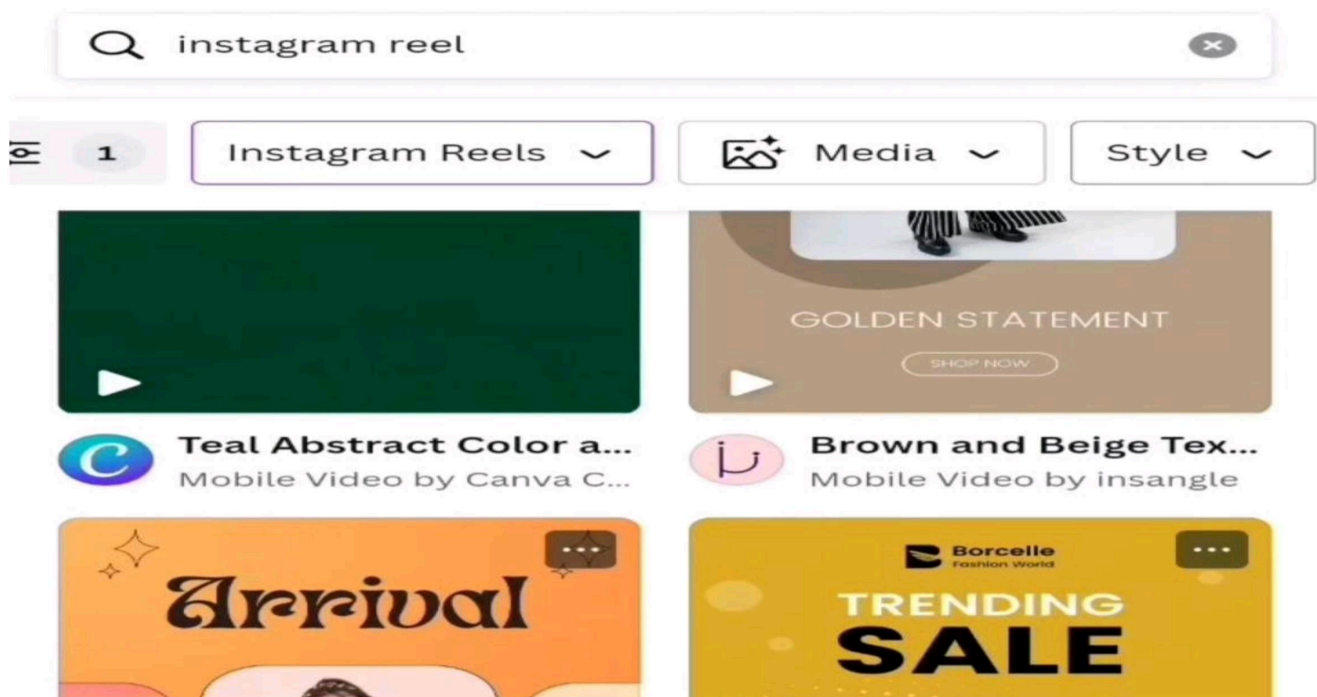 instagram reel
1 Instagram Reels Media Style
GOLDEN STATEMENT
SHOP NOW
Teal Abstract Color a...
Mobile Video by Canva C...
Brown and Beige Tex...
Mobile Video by insangle
Arrival
Borcelle
Fashion World
TRENDING
SALE